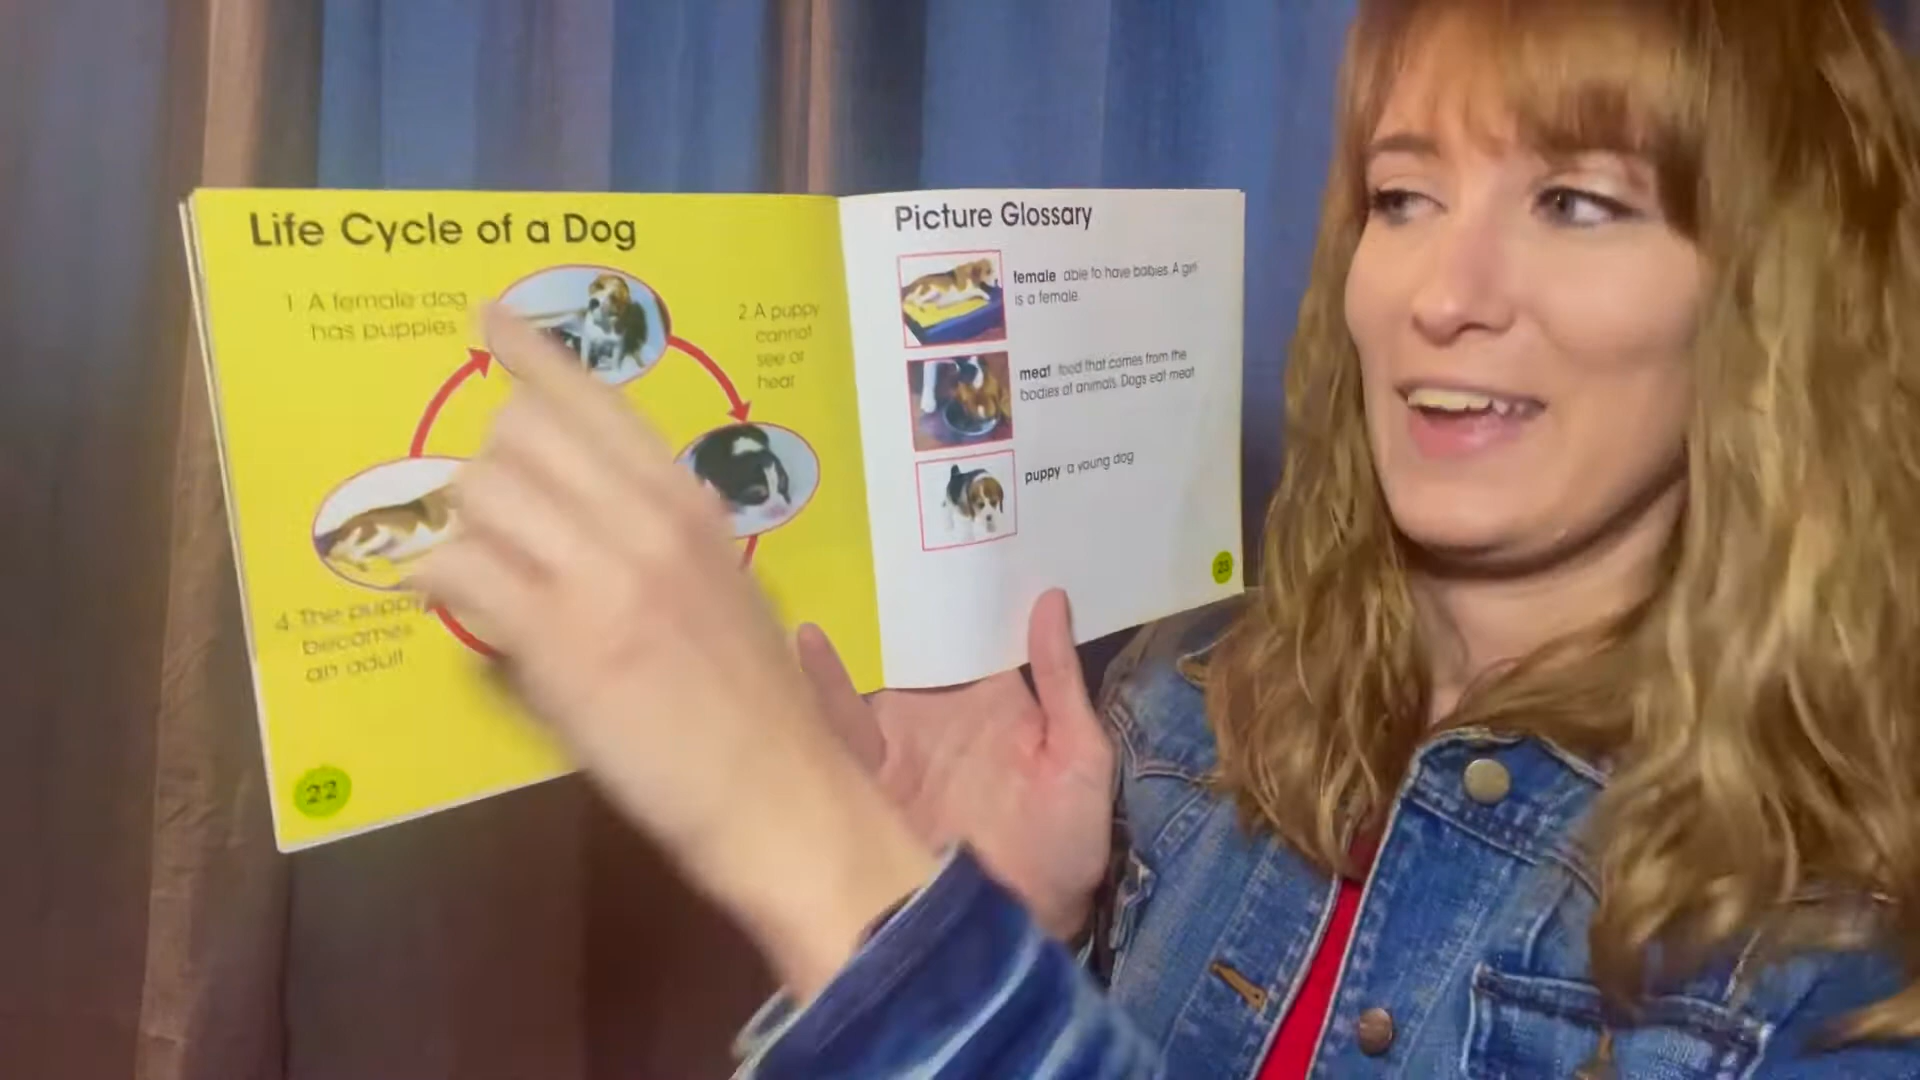 Life Cycle of a Dog
1. A female dog
has puppies.
2. A puppy
cannot
see or
hear.
4. The puppy
becomes
an adult.
22
Picture Glossary
female able to have babies. A girl
is a female.
meat food that comes from the
bodies of animals. Dogs eat meat.
puppy a young dog
23